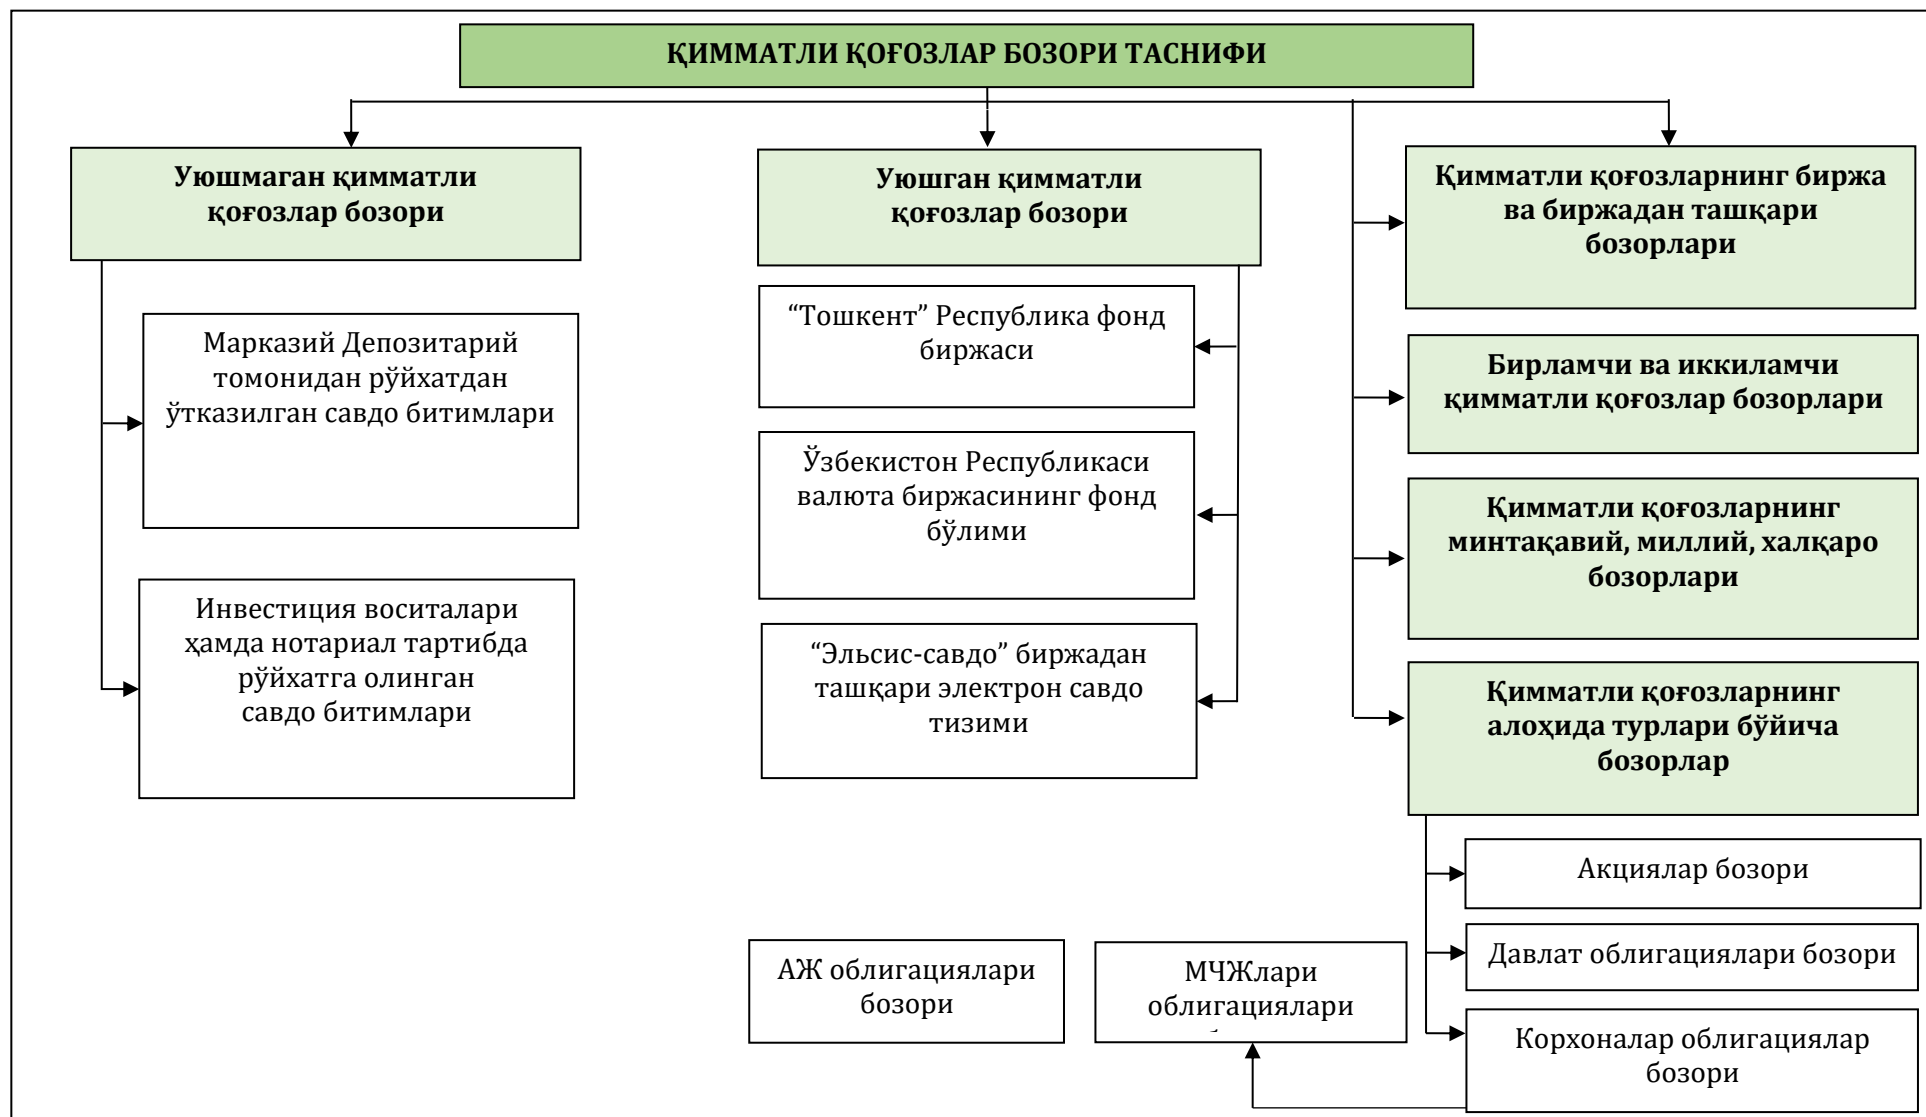 ҚИММАТЛИ ҚОҒОЗЛАР БОЗОРИ ТАСНИФИ
Уюшмаган қимматли
қоғозлар бозори
Марказий Депозитарий
томонидан рўйхатдан
ўтказилган савдо битимлари
Инвестиция воситалари
ҳамда нотариал тартибда
рўйхатга олинган
савдо битимлари
Уюшган қимматли
қоғозлар бозори
“Тошкент” Республика фонд
биржаси
Ўзбекистон Республикаси
валюта биржасининг фонд
бўлими
“Эльсис-савдо” биржадан
ташқари электрон савдо
тизими
Қимматли қоғозларнинг биржа
ва биржадан ташқари
бозорлари
Бирламчи ва иккиламчи
қимматли қоғозлар бозорлари
Қимматли қоғозларнинг
минтақавий, миллий, халқаро
бозорлари
Қимматли қоғозларнинг
алоҳида турлари бўйича
бозорлар
Акциялар бозори
Давлат облигациялари бозори
Корхоналар облигациялар
бозори
МЧЖлари
облигациялари
АЖ облигациялари
бозори